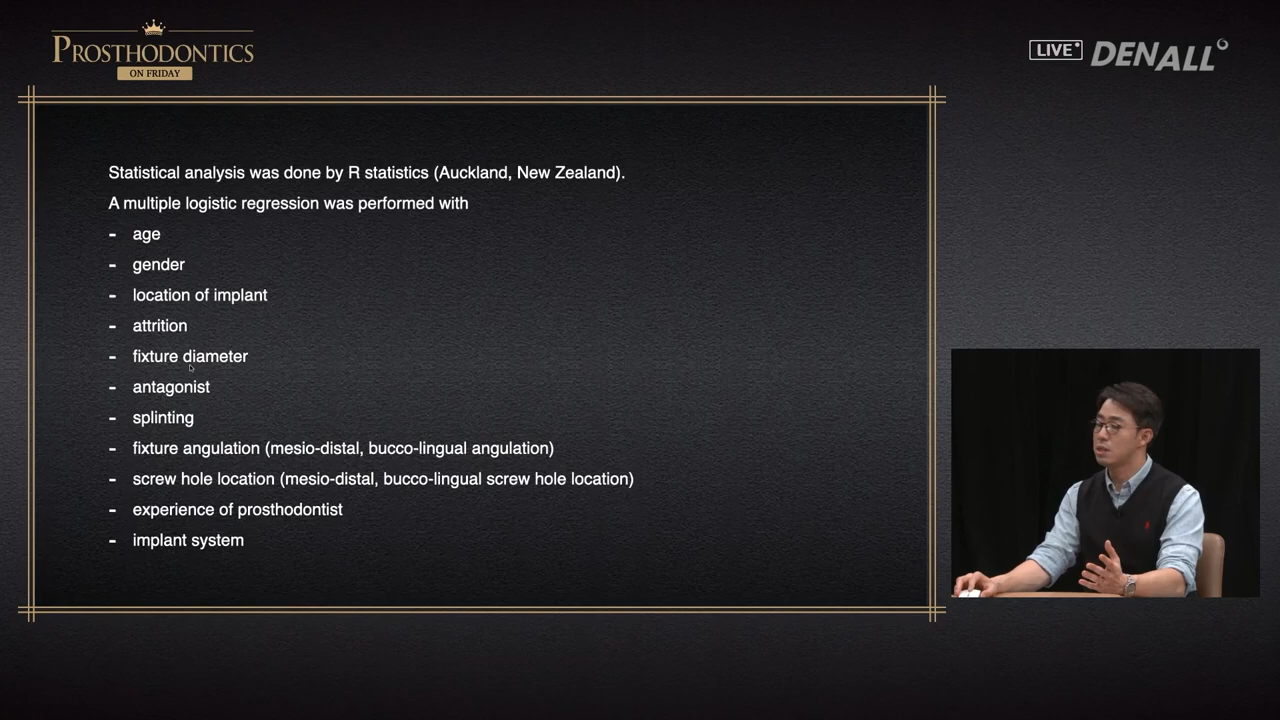 PROSTHODONTICS
ON FRIDAY
LIVE
DENALL
Statistical analysis was done by R statistics (Auckland, New Zealand).
A multiple logistic regression was performed with
- age
- gender
- location of implant
- attrition
- fixture diameter
- antagonist
- splinting
- fixture angulation (mesio-distal, bucco-lingual angulation)
- screw hole location (mesio-distal, bucco-lingual screw hole location)
- experience of prosthodontist
- implant system